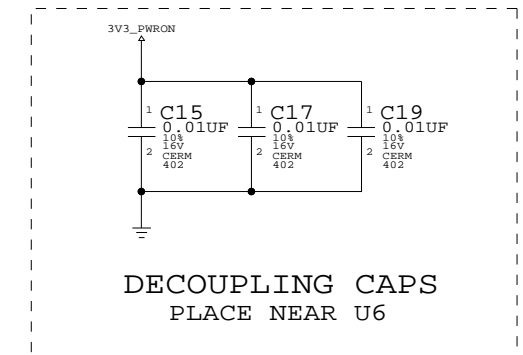 3V3_PWRON
1 C15
0.01UF
10%
16V
2 CERM
402
1 C17
0.01UF
10%
16V
2 CERM
402
1 C19
0.01UF
10%
16V
2 CERM
402
DECOUPLING CAPS
PLACE NEAR U6